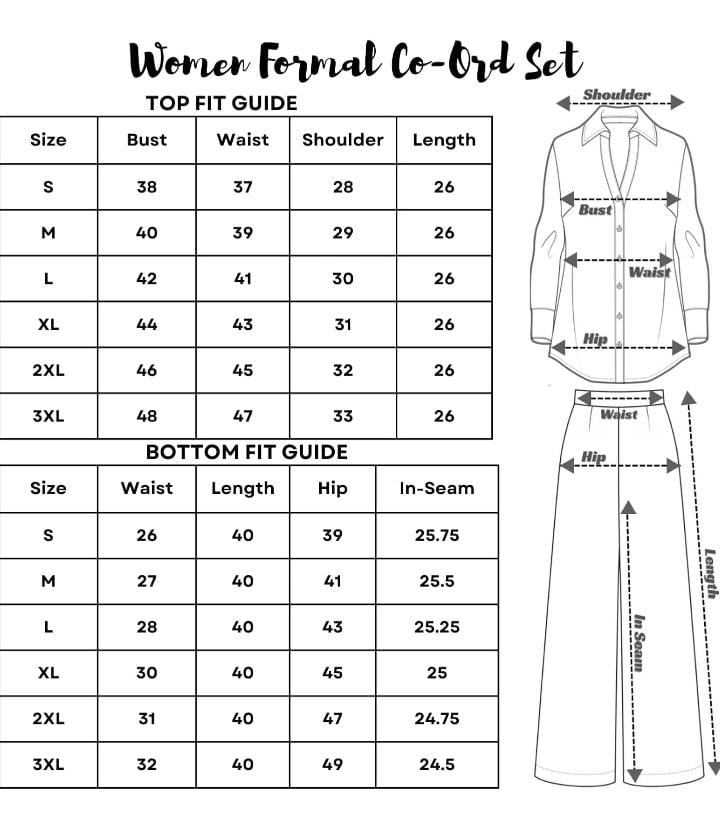 Women Formal Co-Ord Set
TOP FIT GUIDE
Size Bust Waist Shoulder Length
S 38 37 28 26
M 40 39 29 26
L 42 41 30 26
XL 44 43 31 26
2XL 46 45 32 26
3XL 48 47 33 26
BOTTOM FIT GUIDE
Size Waist Length Hip In-Seam
S 26 40 39 25.75
M 27 40 41 25.5
L 28 40 43 25.25
XL 30 40 45 25
2XL 31 40 47 24.75
3XL 32 40 49 24.5
Shoulder
Bust
Waist
Hip
Waist
Hip
Length
In Seam